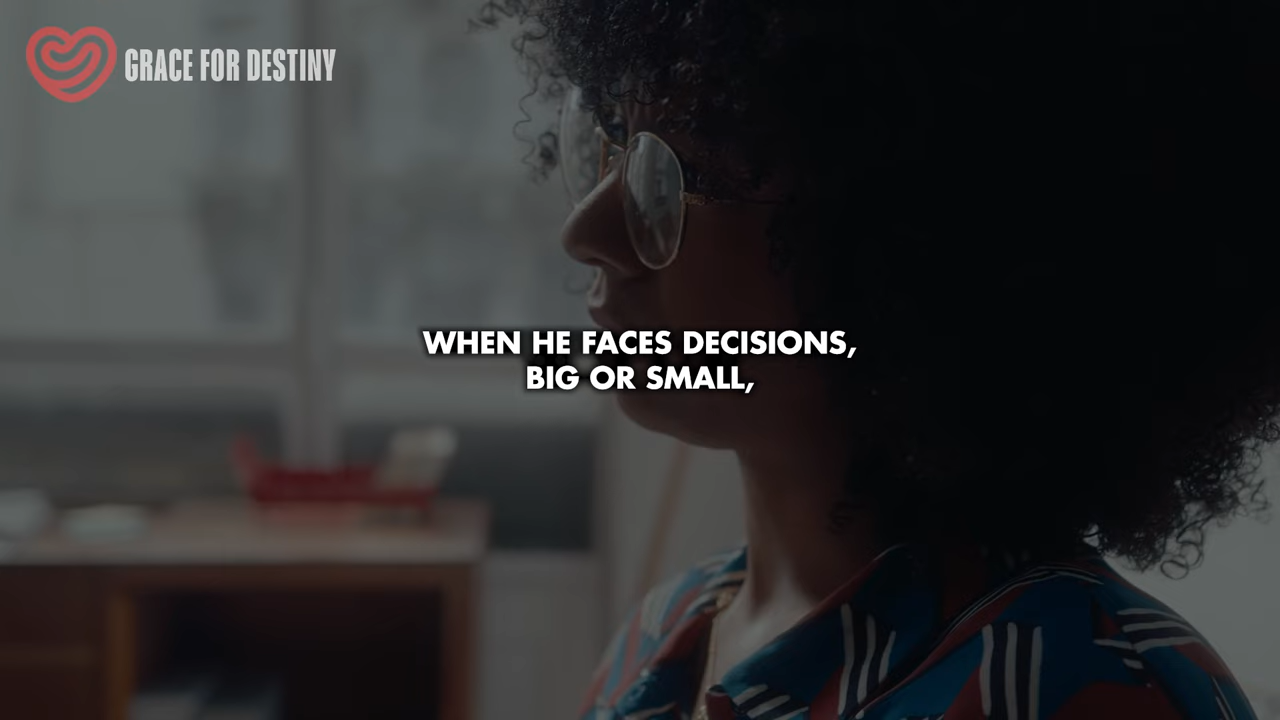 GRACE FOR DESTINY
WHEN HE FACES DECISIONS,
BIG OR SMALL,